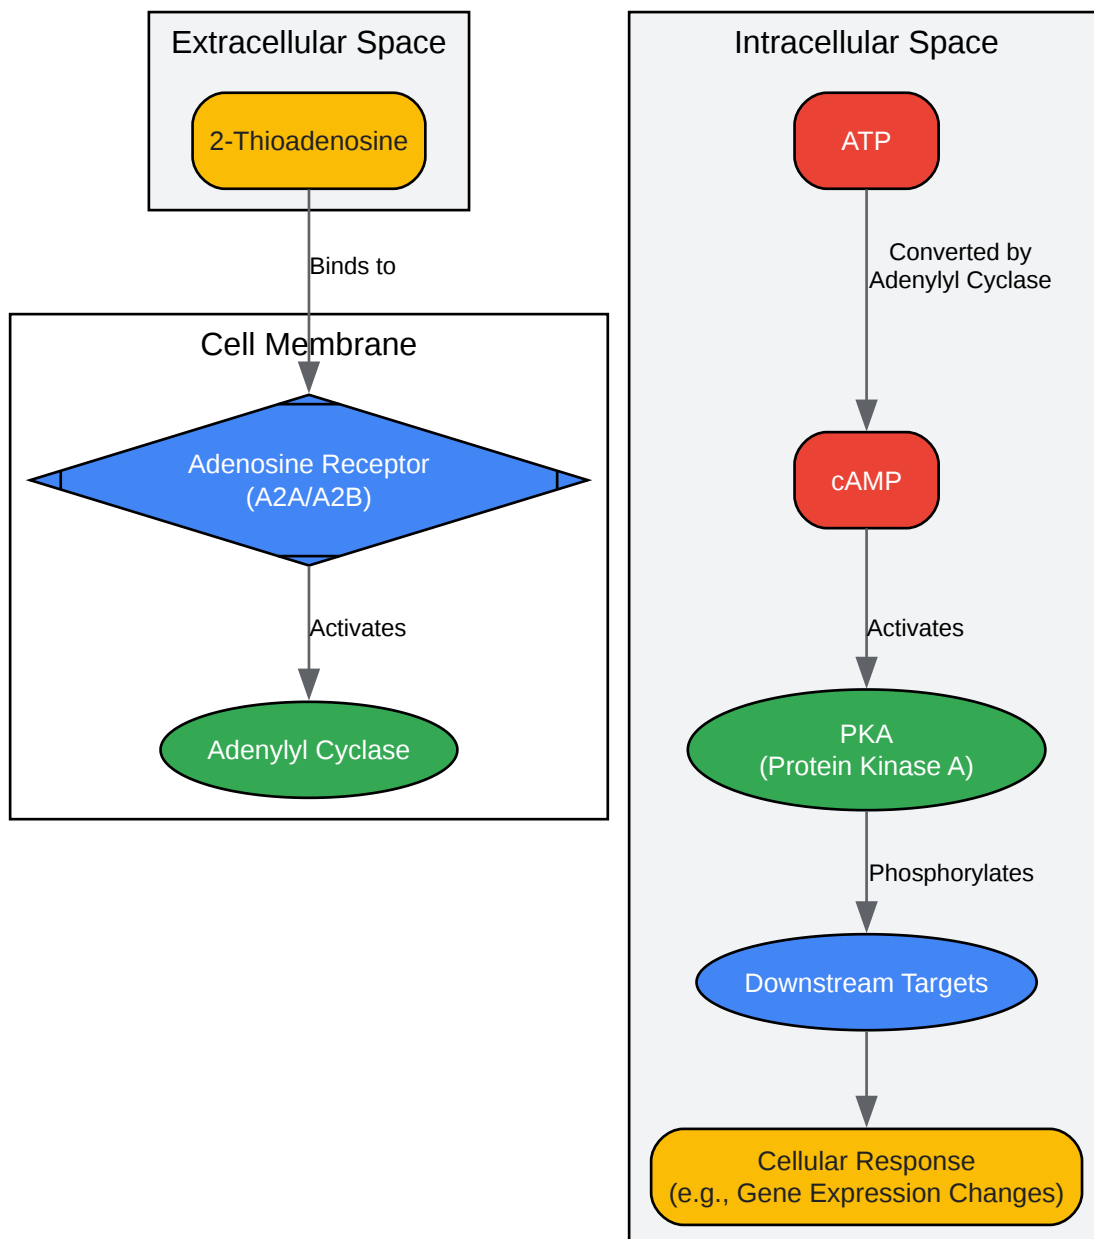 Extracellular Space
2-Thioadenosine
Binds to
Cell Membrane
Adenosine Receptor
(A2A/A2B)
Activates
Adenylyl Cyclase
Intracellular Space
ATP
Converted by
Adenylyl Cyclase
cAMP
Activates
PKA
(Protein Kinase A)
Phosphorylates
Downstream Targets
Cellular Response
(e.g., Gene Expression Changes)